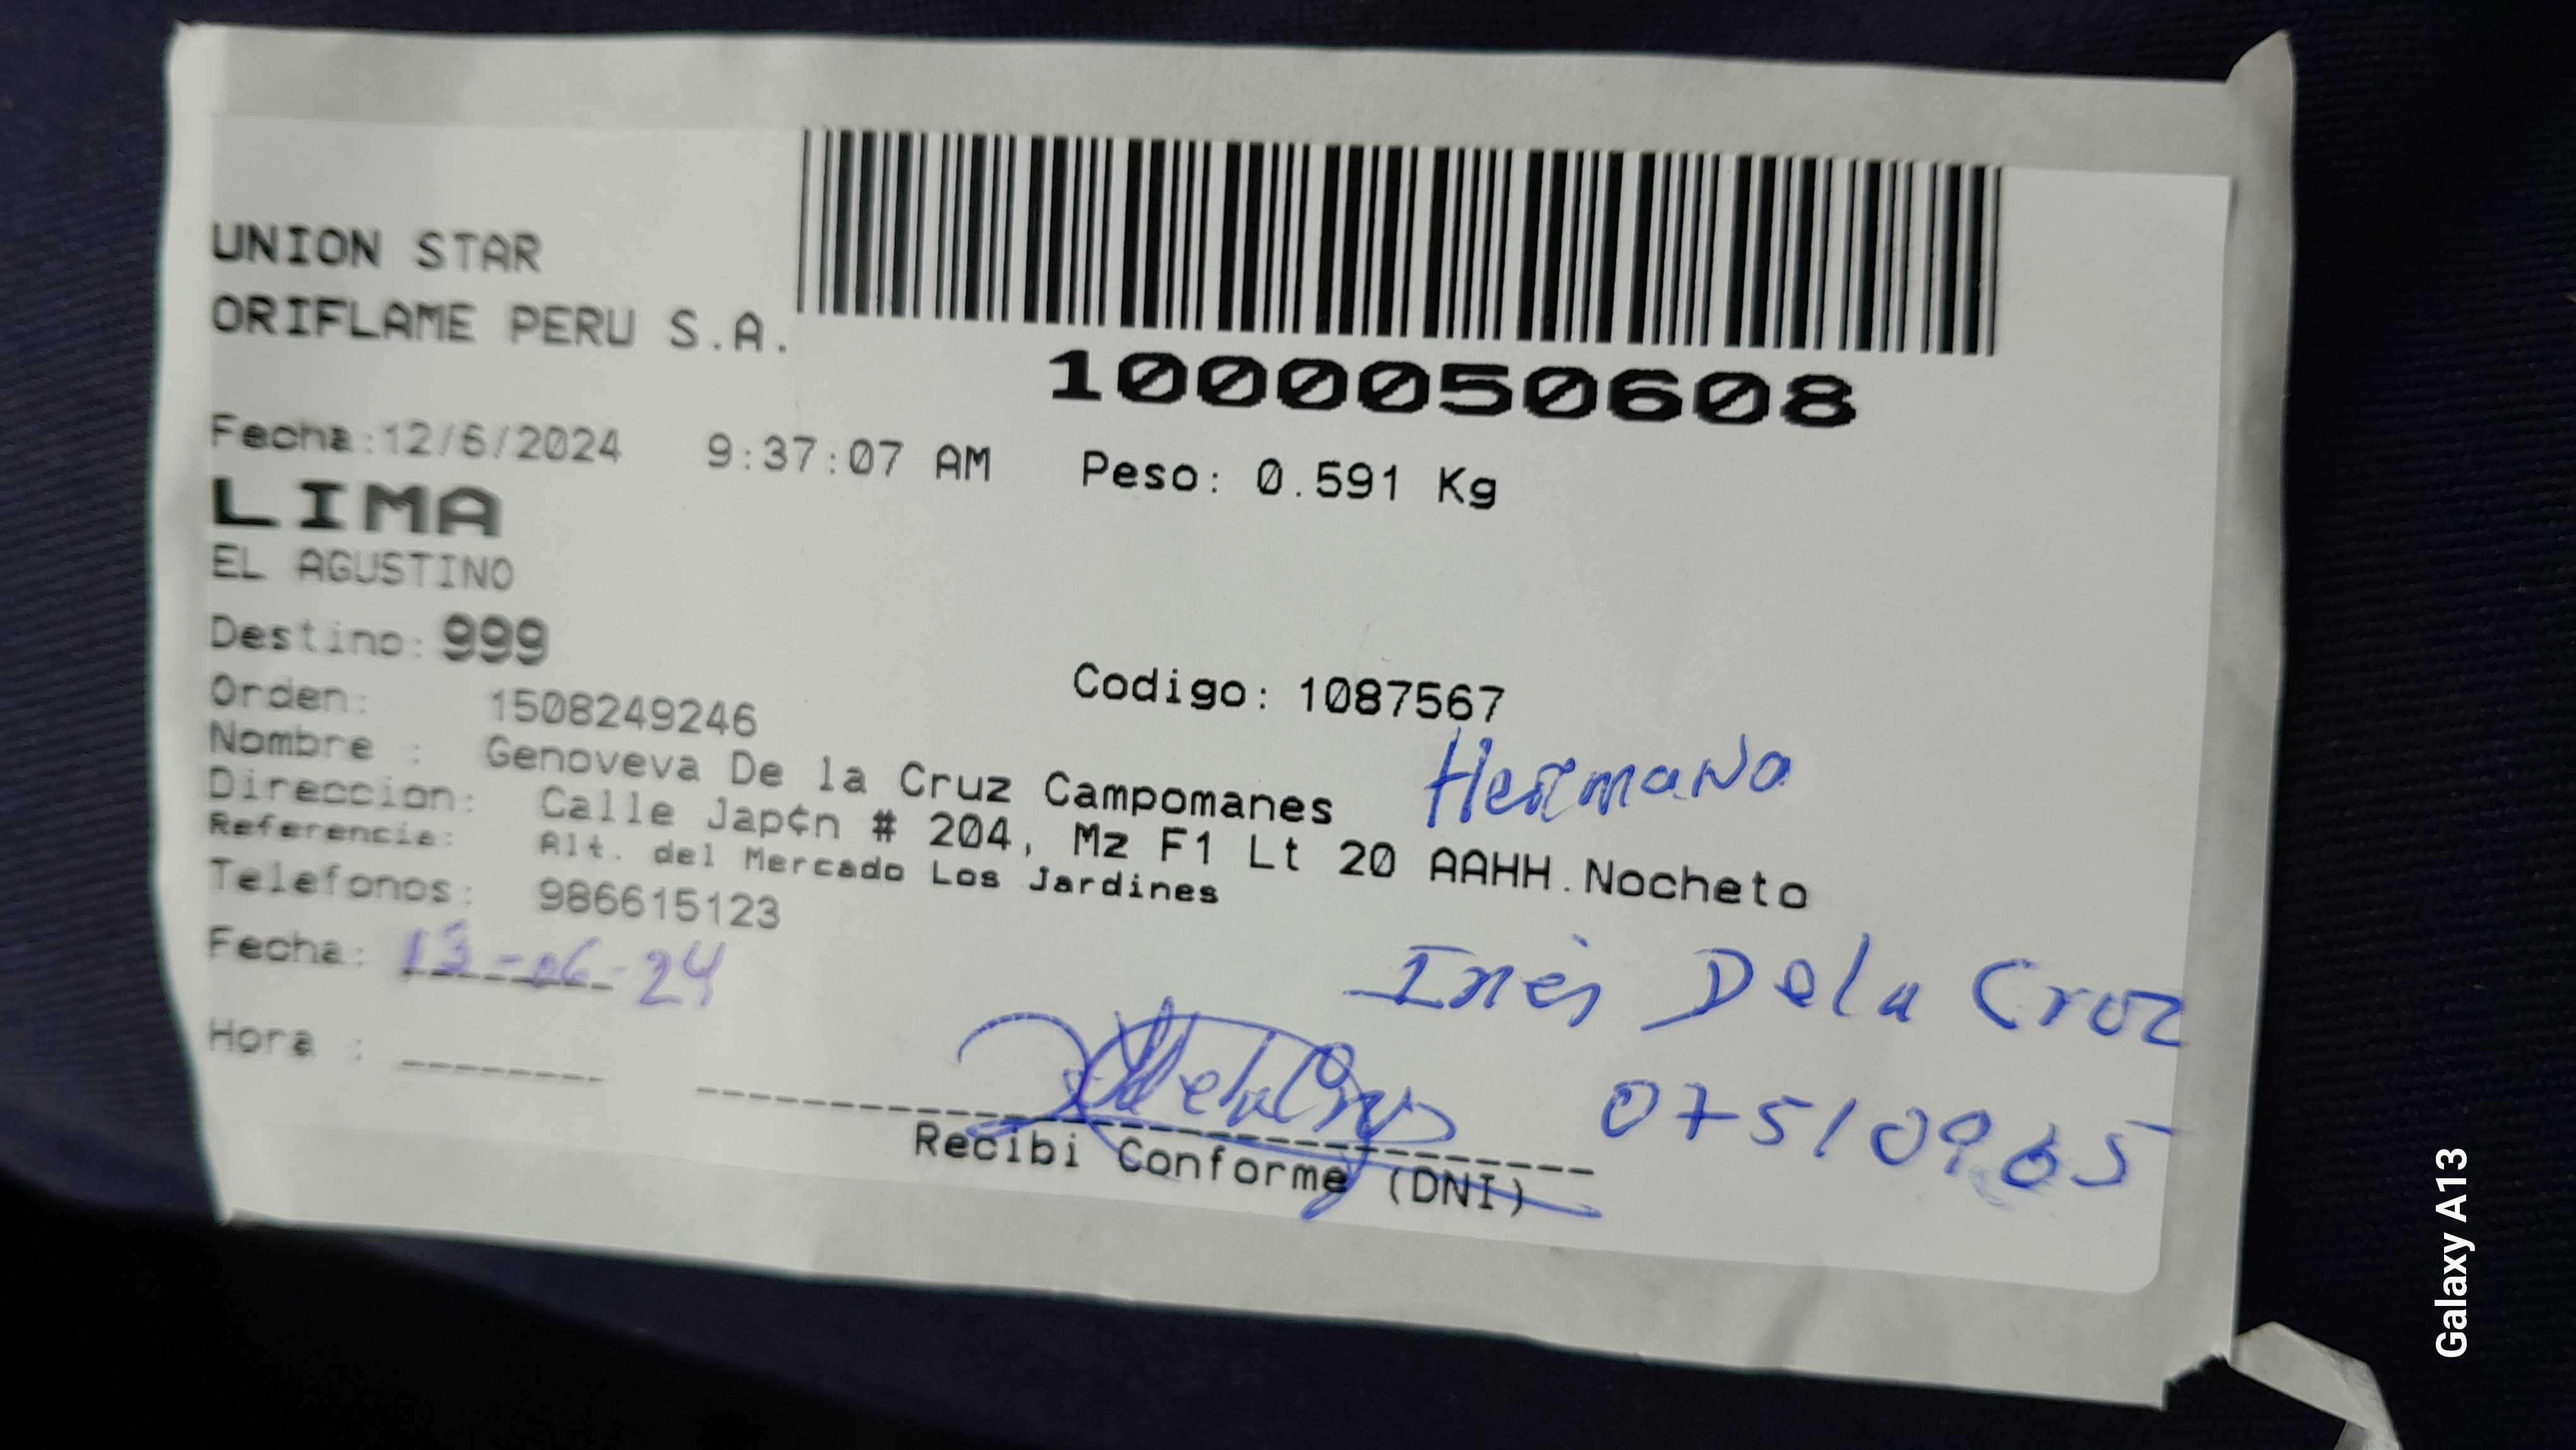 UNION STAR
ORIFLAME PERU S.A.
1000050608
Fecha:12/6/2024 9:37:07 AM Peso: 0.591 Kg
LIMA
EL AGUSTINO
Destino: 999
Orden: 1508249246 Codigo: 1087567
Nombre : Genoveva De la Cruz Campomanes Hermana
Direccion: Calle Jap¢n # 204, Mz F1 Lt 20 AAHH.Nocheto
Referencia: Alt. del Mercado Los Jardines
Telefonos: 986615123
Fecha: 13-06-24
Inés De la Cruz
Hora :
07510965
Recibi Conforme (DNI)
Galaxy A13